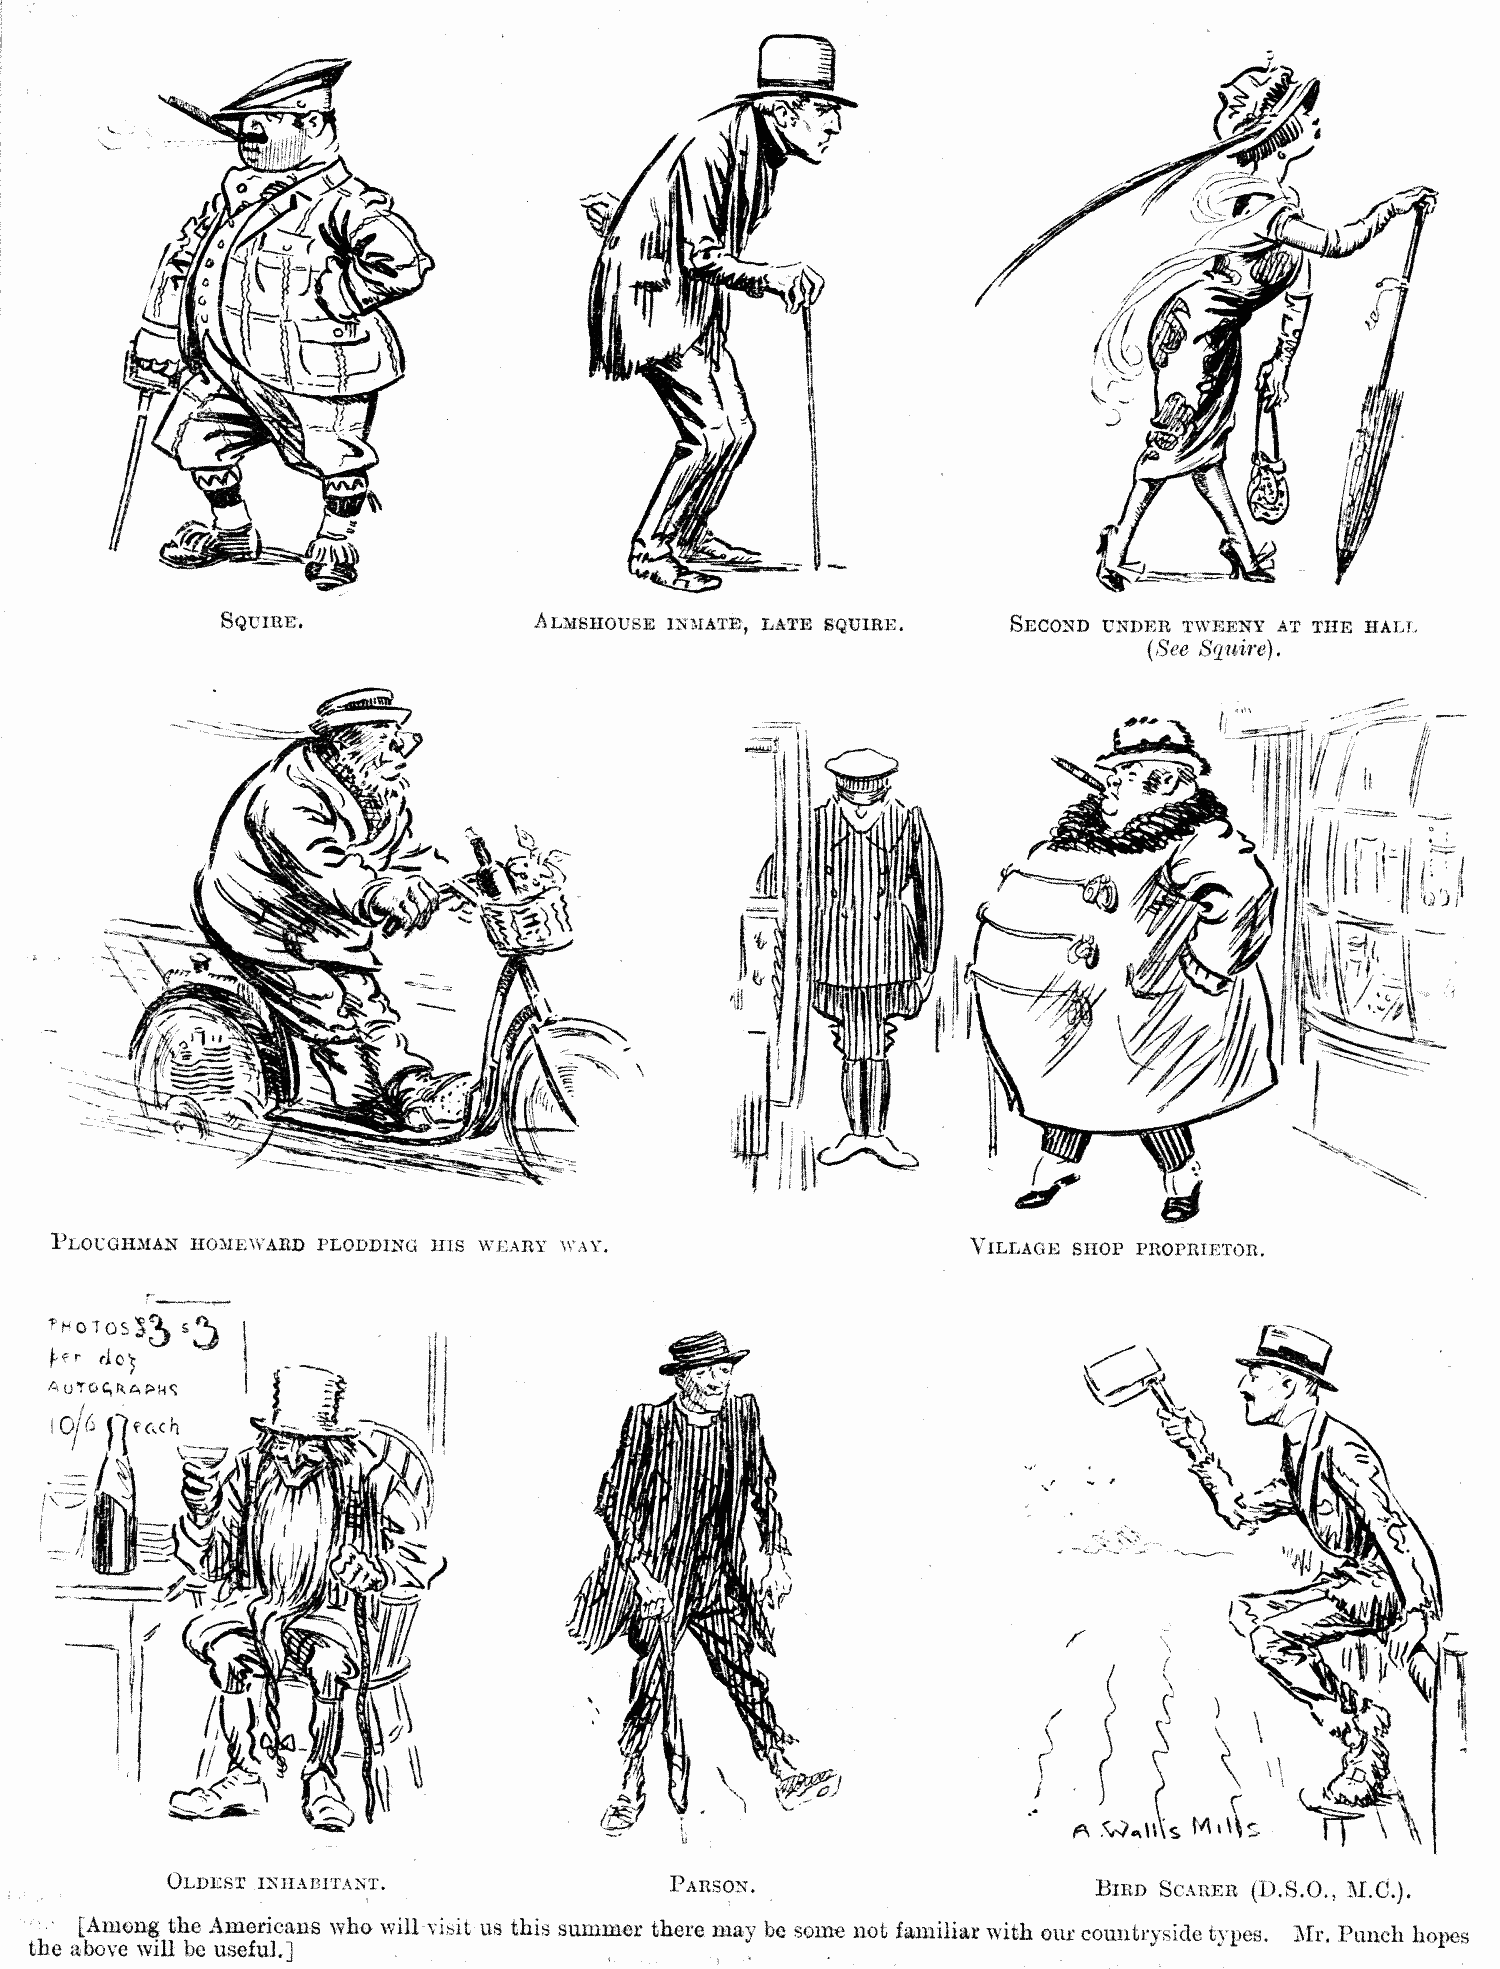 SQUIRE.
ALMSHOUSE INMATE, LATE SQUIRE.
SECOND UNDER TWEENY AT THE HALL
(See Squire).
PLOUGHMAN HOMEWARD PLODDING HIS WEARY WAY.
VILLAGE SHOP PROPRIETOR.
PHOTOS £3 s3
per doz
AUTOGRAPHS
10/6 each
A. Wallis Mills
OLDEST INHABITANT.
PARSON.
BIRD SCARER (D.S.O., M.C.).
[Among the Americans who will visit us this summer there may be some not familiar with our countryside types. Mr. Punch hopes
the above will be useful.]